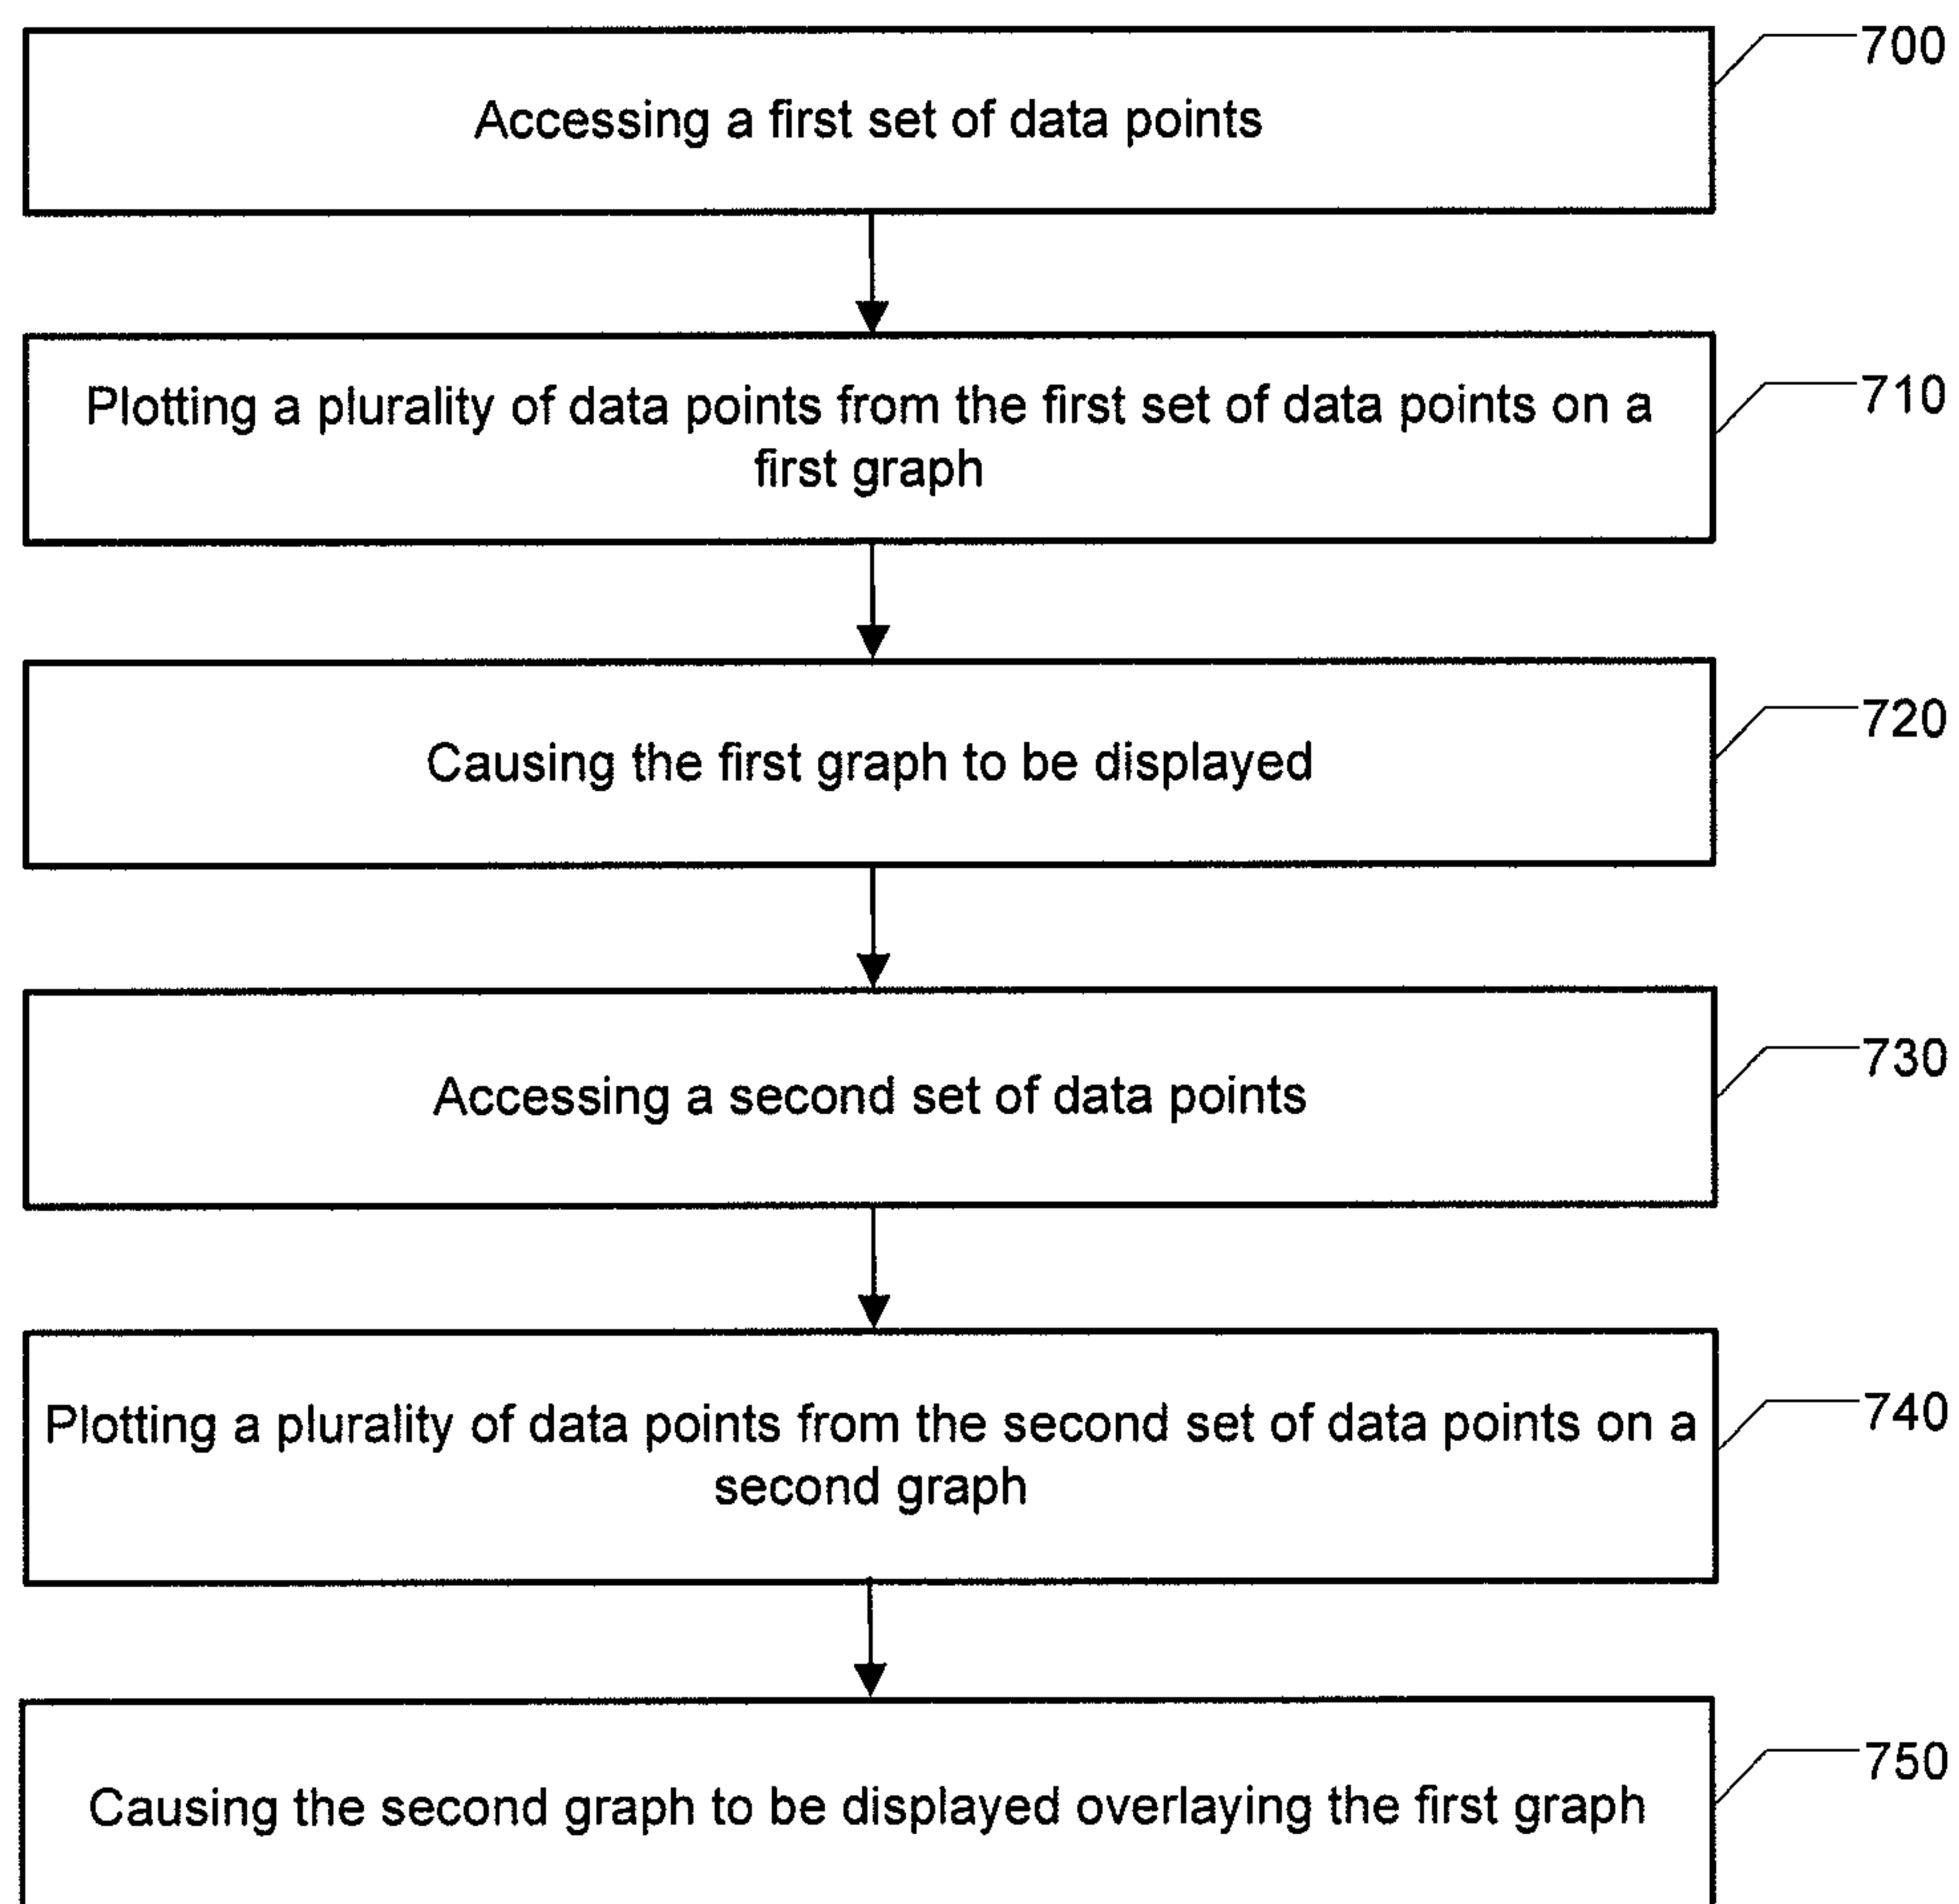 700
Accessing a first set of data points
710
Plotting a plurality of data points from the first set of data points on a
first graph
720
Causing the first graph to be displayed
730
Accessing a second set of data points
740
Plotting a plurality of data points from the second set of data points on a
second graph
750
Causing the second graph to be displayed overlaying the first graph